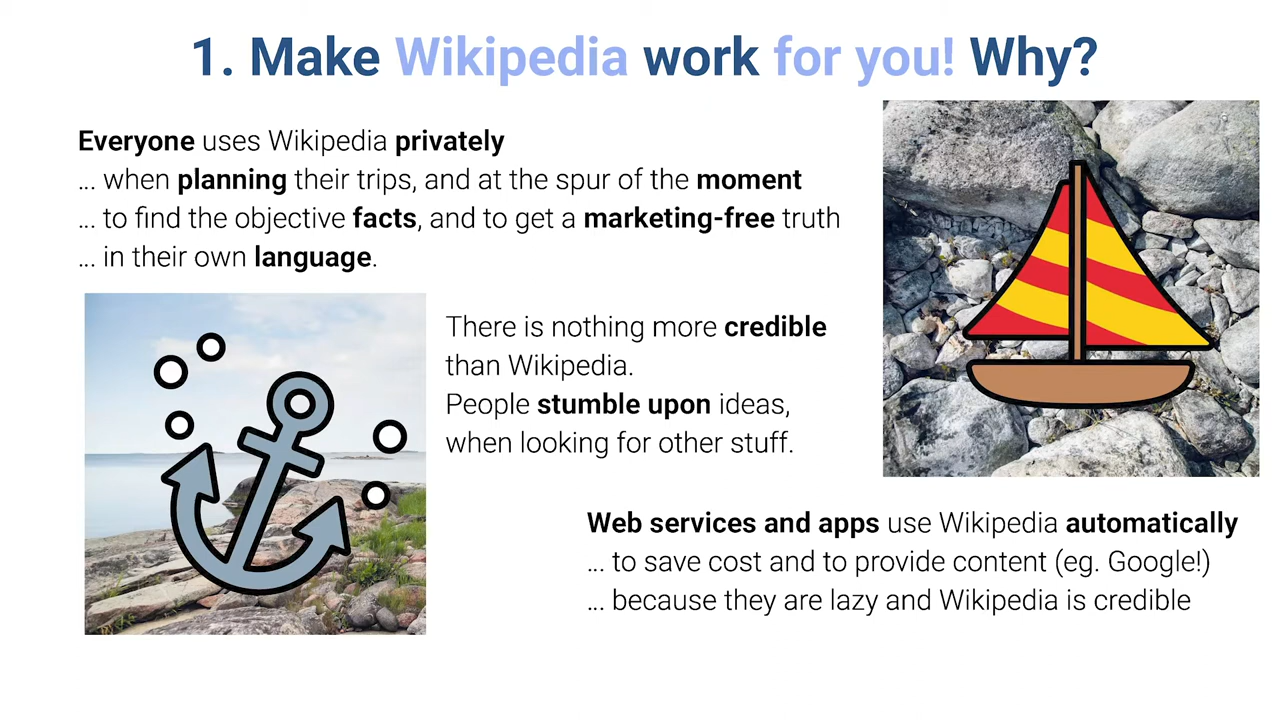 1. Make Wikipedia work for you! Why?
Everyone uses Wikipedia privately
... when planning their trips, and at the spur of the moment
... to find the objective facts, and to get a marketing-free truth
... in their own language.
There is nothing more credible
than Wikipedia.
People stumble upon ideas,
when looking for other stuff.
Web services and apps use Wikipedia automatically
... to save cost and to provide content (eg. Google!)
... because they are lazy and Wikipedia is credible